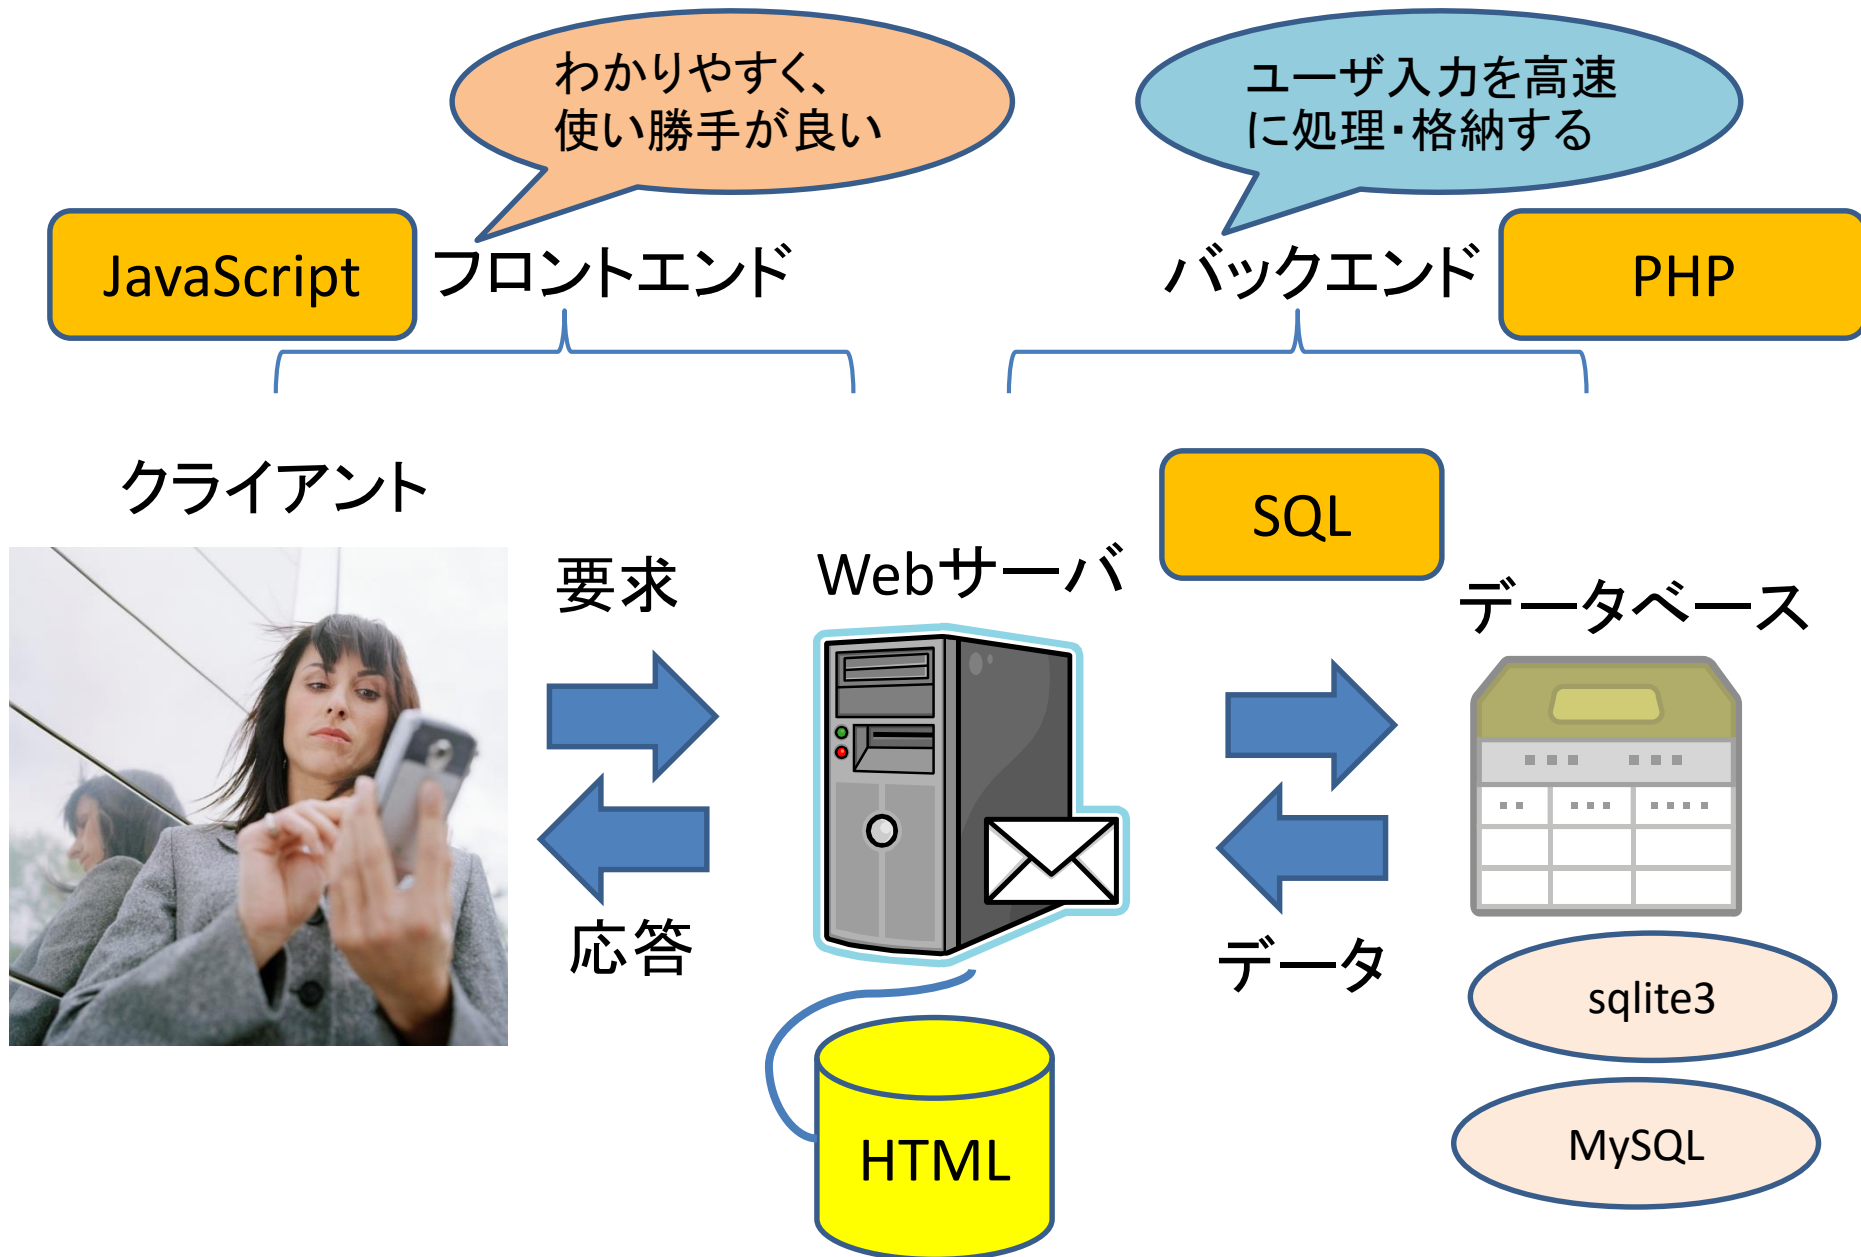 わかりやすく、
使い勝手が良い
ユーザ入力を高速
に処理・格納する
JavaScript
フロントエンド
バックエンド
PHP
クライアント
SQL
要求
Webサーバ
データベース
応答
データ
sqlite3
HTML
MySQL